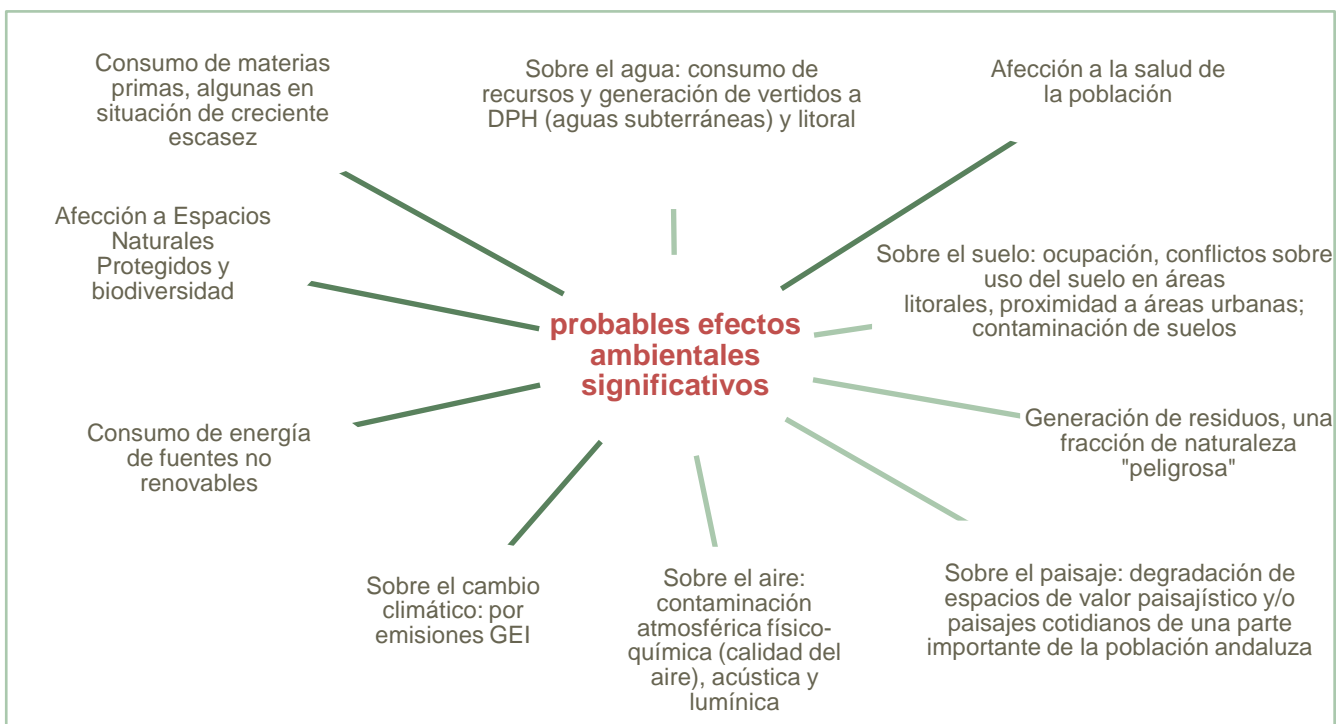 Consumo de materias
primas, algunas en
situación de creciente
escasez
Sobre el agua: consumo de
recursos y generación de vertidos a
DPH (aguas subterráneas) y litoral
Afección a la salud de
la población
Afección a Espacios
Naturales
Protegidos y
biodiversidad
Sobre el suelo: ocupación, conflictos sobre
uso del suelo en áreas
litorales, proximidad a áreas urbanas;
contaminación de suelos
probables efectos
ambientales
significativos
Consumo de energía
de fuentes no
renovables
Generación de residuos, una
fracción de naturaleza
"peligrosa"
Sobre el cambio
climático: por
emisiones GEI
Sobre el aire:
contaminación
atmosférica físico-
química (calidad del
aire), acústica y
lumínica
Sobre el paisaje: degradación de
espacios de valor paisajístico y/o
paisajes cotidianos de una parte
importante de la población andaluza